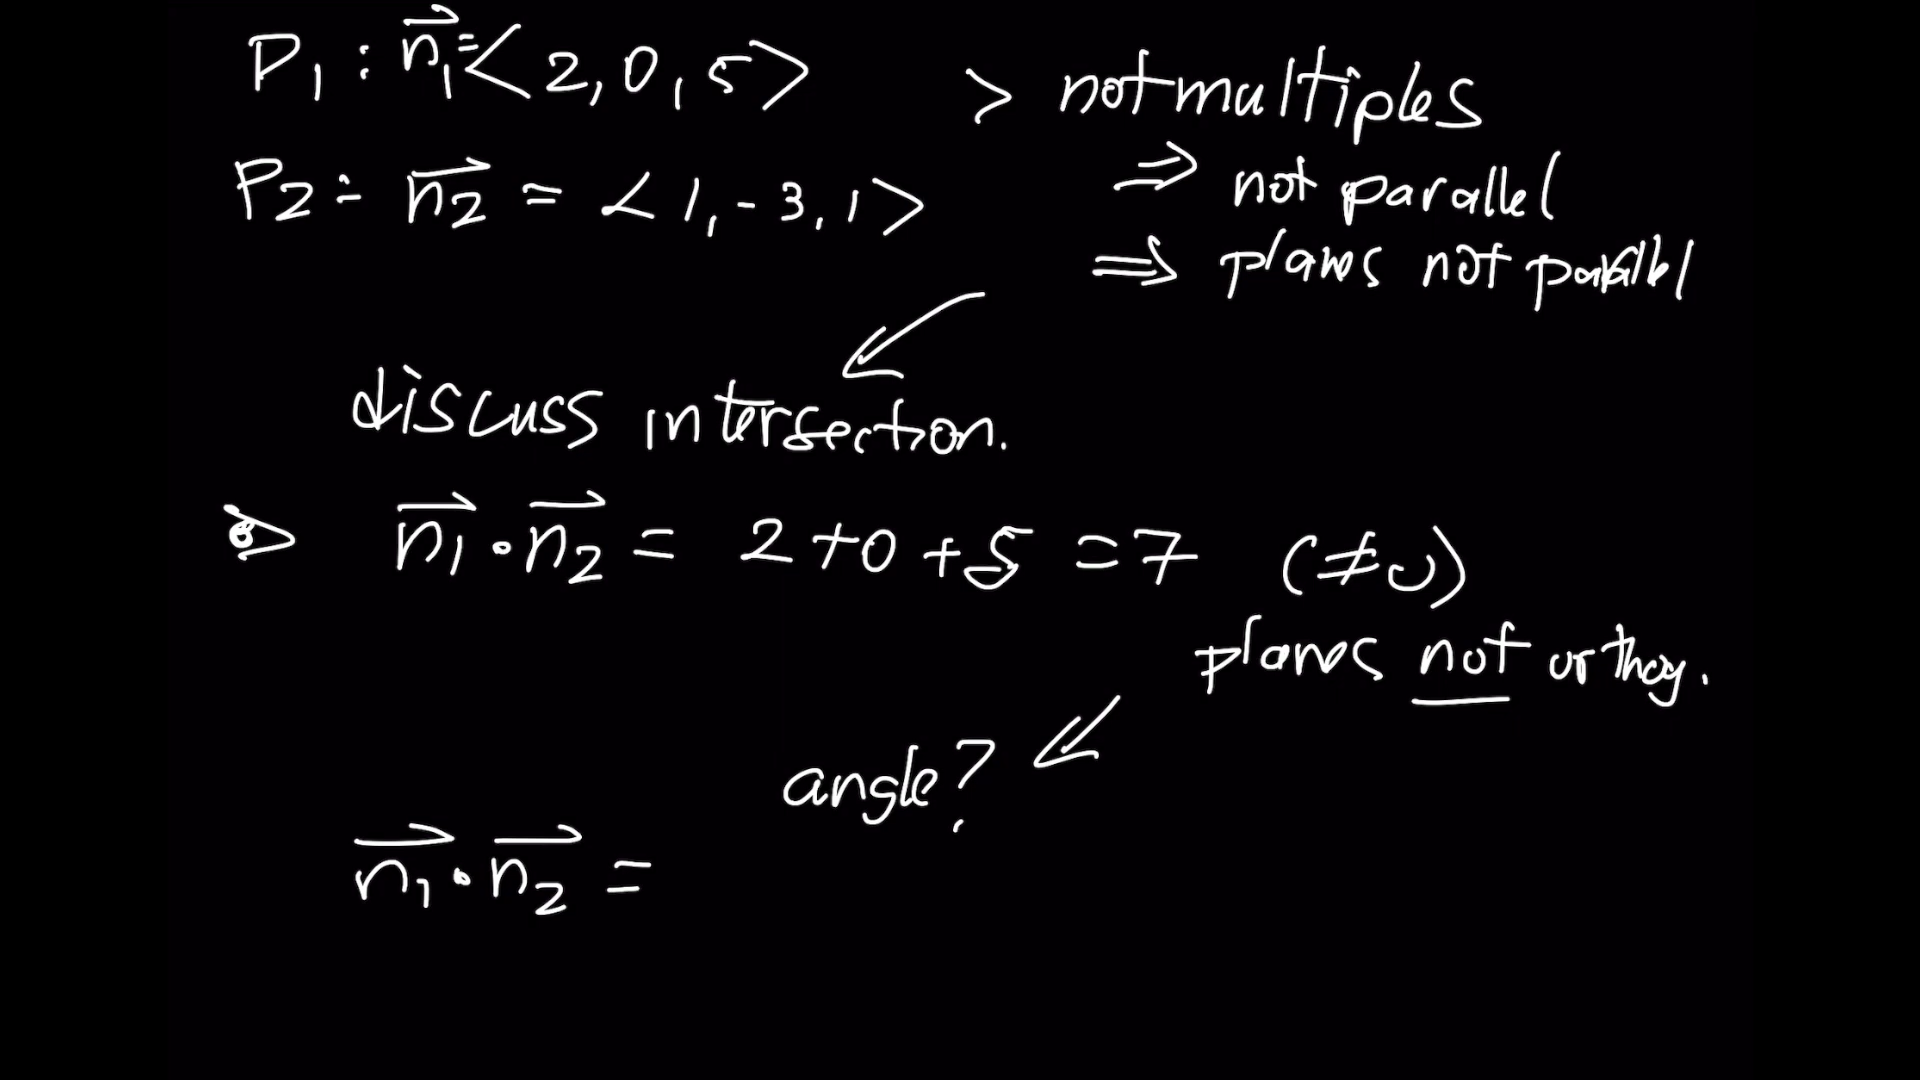 P₁ : n₁⃗ = < 2, 0, 5 > > not multiples
⇒ not parallel
P₂ : n₂⃗ = < 1, -3, 1 >
⇒ planes not parallel
discuss intersection.
n₁⃗ · n₂⃗ = 2 + 0 + 5 = 7 (≠0)
planes not orthog.
angle?
n₁⃗ · n₂⃗ =